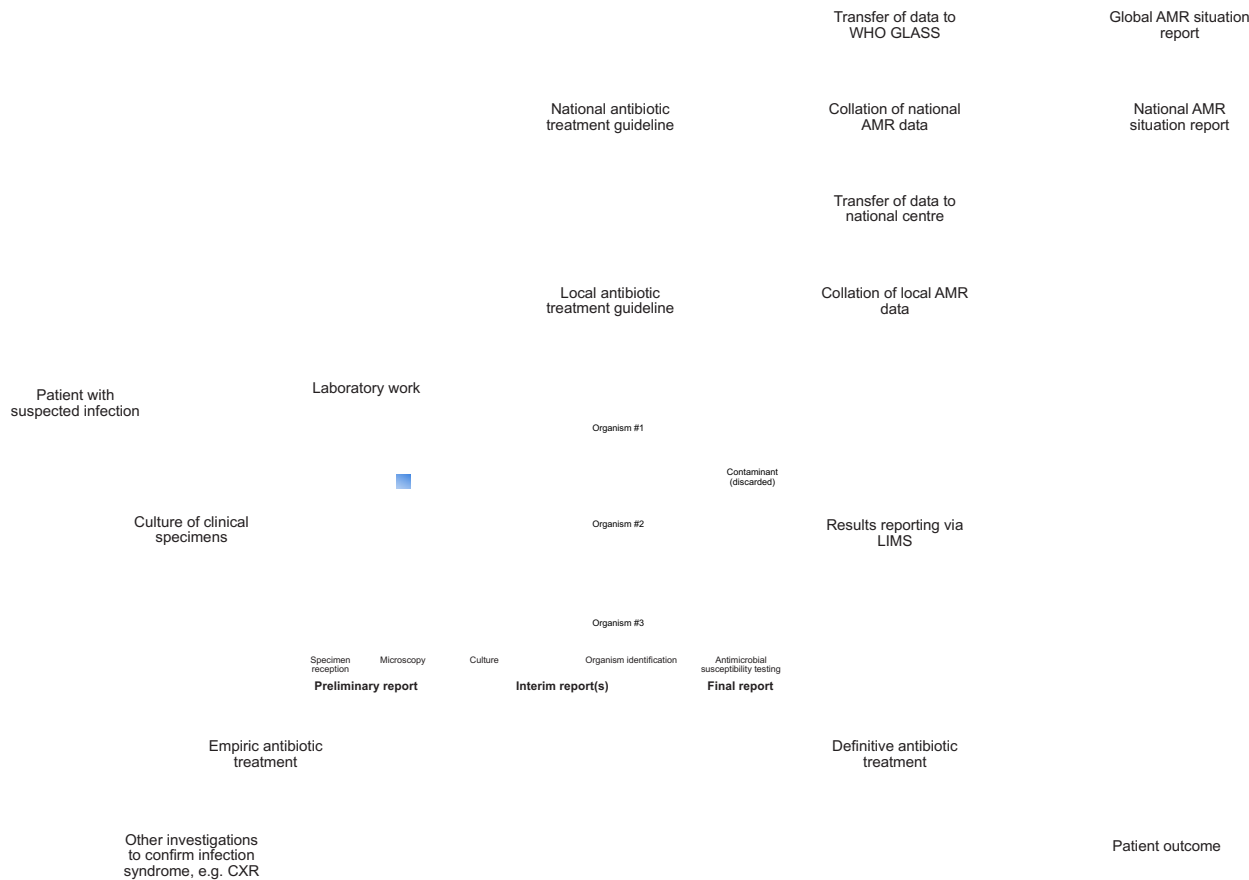 Transfer of data to
WHO GLASS
Global AMR situation
report
National antibiotic
treatment guideline
Collation of national
AMR data
National AMR
situation report
Transfer of data to
national centre
Local antibiotic
treatment guideline
Collation of local AMR
data
Patient with
suspected infection
Laboratory work
Organism #1
Contaminant
(discarded)
Culture of clinical
specimens
Organism #2
Results reporting via
LIMS
Organism #3
Specimen
reception
Microscopy
Culture
Organism identification
Antimicrobial
susceptibility testing
Preliminary report
Interim report(s)
Final report
Empiric antibiotic
treatment
Definitive antibiotic
treatment
Other investigations
to confirm infection
syndrome, e.g. CXR
Patient outcome